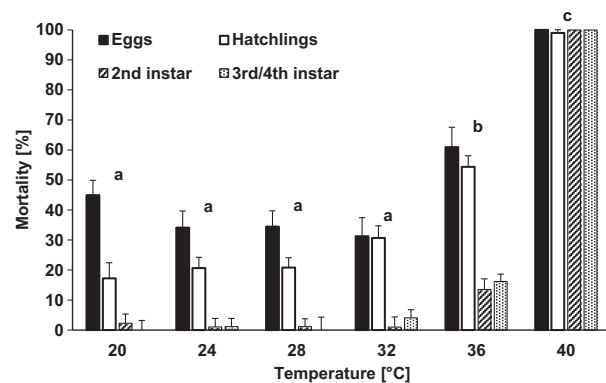 100
90
80
70
60
50
40
30
20
10
0
Mortality [%]
Eggs
Hatchlings
2nd instar
3rd/4th instar
a
a
a
a
b
c
20
24
28
32
36
40
Temperature [°C]